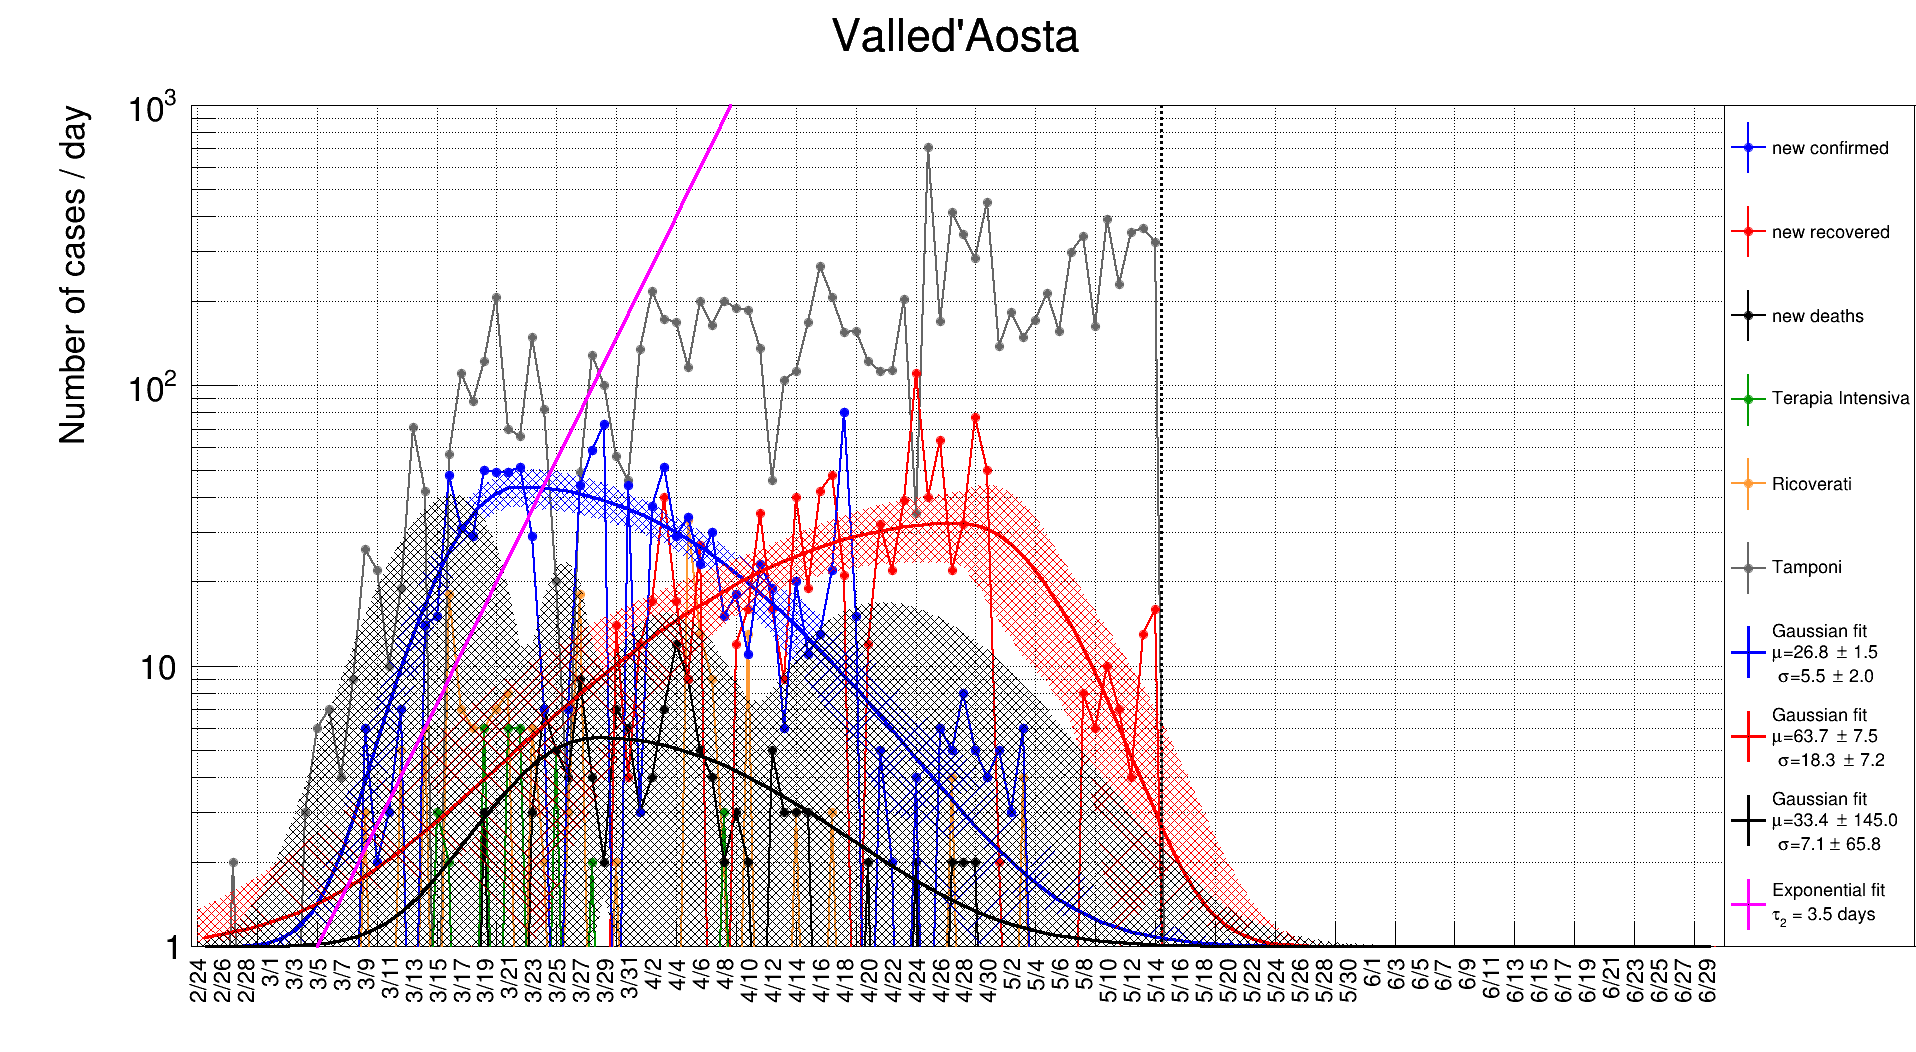 Valled'Aosta
Number of cases / day
10³
10²
10
1
2/24 2/26 2/28 3/1 3/3 3/5 3/7 3/9 3/11 3/13 3/15 3/17 3/19 3/21 3/23 3/25 3/27 3/29 3/31 4/2 4/4 4/6 4/8 4/10 4/12 4/14 4/16 4/18 4/20 4/22 4/24 4/26 4/28 4/30 5/2 5/4 5/6 5/8 5/10 5/12 5/14 5/16 5/18 5/20 5/22 5/24 5/26 5/28 5/30 6/1 6/3 6/5 6/7 6/9 6/11 6/13 6/15 6/17 6/19 6/21 6/23 6/25 6/27 6/29
new confirmed
new recovered
new deaths
Terapia Intensiva
Ricoverati
Tamponi
Gaussian fit
μ=26.8 ± 1.5
σ=5.5 ± 2.0
Gaussian fit
μ=63.7 ± 7.5
σ=18.3 ± 7.2
Gaussian fit
μ=33.4 ± 145.0
σ=7.1 ± 65.8
Exponential fit
τ₂ = 3.5 days